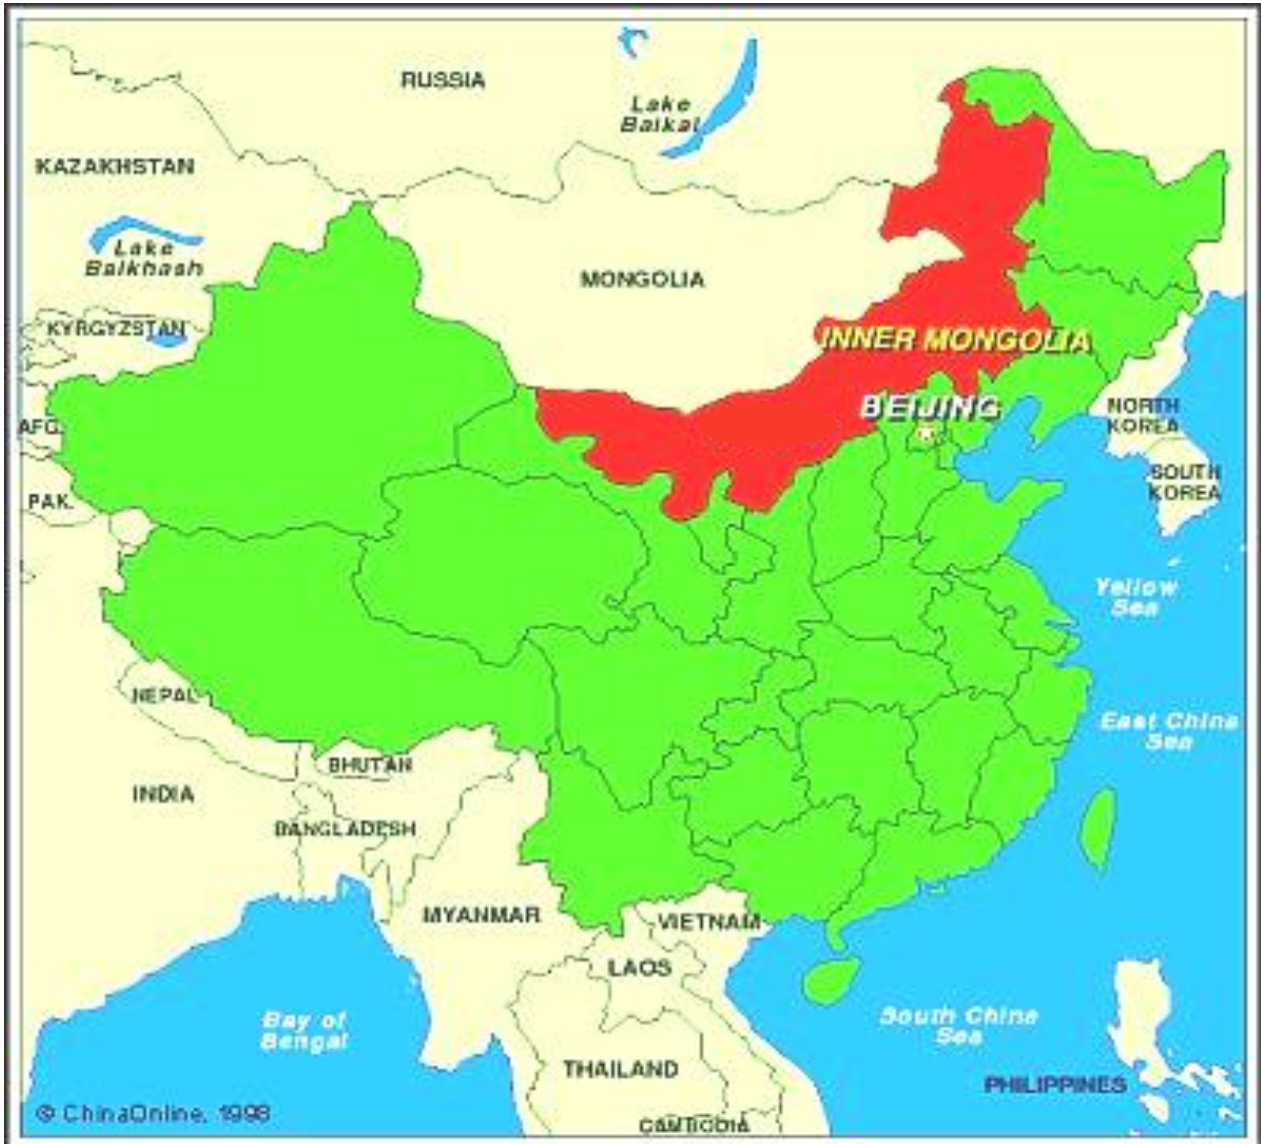 RUSSIA
Lake
Baikal
KAZAKHSTAN
Lake
Balkhash
MONGOLIA
KYRGYZSTAN
INNER MONGOLIA
BEIJING
NORTH
KOREA
AFG.
SOUTH
KOREA
PAK.
Yellow
Sea
NEPAL
East China
Sea
BHUTAN
INDIA
BANGLADESH
MYANMAR
VIETNAM
LAOS
Bay of
Bengal
South China
Sea
THAILAND
PHILIPPINES
© ChinaOnline, 1998
CAMBODIA